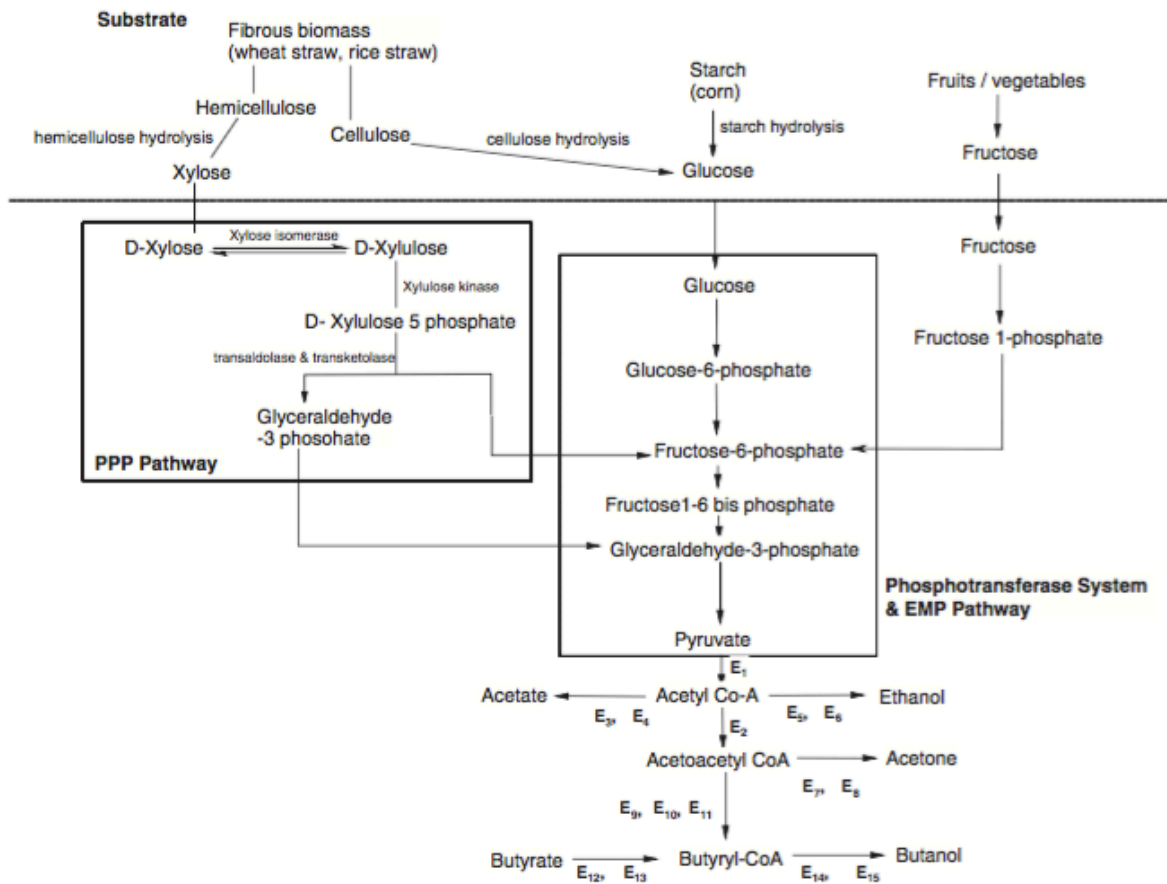 Substrate
Fibrous biomass
(wheat straw, rice straw)
Starch
(corn)
Fruits / vegetables
Hemicellulose
hemicellulose hydrolysis
Cellulose
cellulose hydrolysis
starch hydrolysis
Xylose
Glucose
Fructose
D-Xylose
Xylose isomerase
D-Xylulose
Fructose
Xylulose kinase
Glucose
D- Xylulose 5 phosphate
Fructose 1-phosphate
transaldolase & transketolase
Glucose-6-phosphate
Glyceraldehyde
-3 phosohate
PPP Pathway
Fructose-6-phosphate
Fructose1-6 bis phosphate
Glyceraldehyde-3-phosphate
Phosphotransferase System
& EMP Pathway
Pyruvate
E₁
Acetate
Acetyl Co-A
Ethanol
E₃, E₄
E₅, E₆
E₂
Acetoacetyl CoA
Acetone
E₇, E₈
E₉, E₁₀, E₁₁
Butyrate
Butyryl-CoA
Butanol
E₁₂, E₁₃
E₁₄, E₁₅